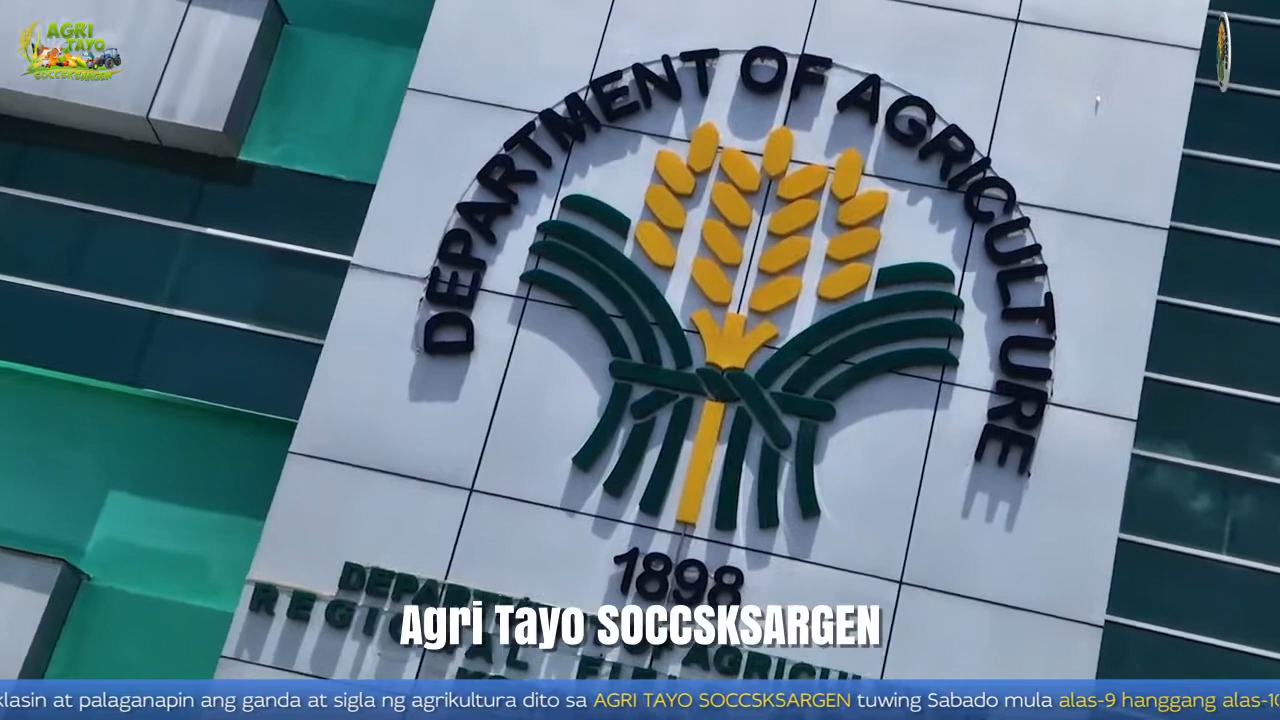 AGRI
TAYO
SOCCSKSARGEN
DEPARTMENT OF AGRICULTURE
1898
REGIONAL
Agri Tayo SOCCSKSARGEN
at palaganapin ang ganda at sigla ng agrikultura dito sa AGRI TAYO SOCCSKSARGEN tuwing Sabado mula alas-9 hanggang